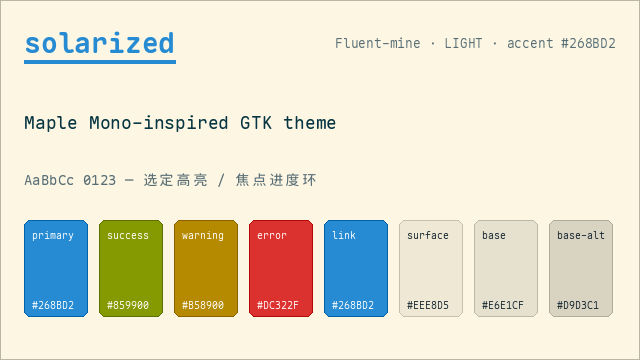 solarized
Fluent-mine · LIGHT · accent #268BD2
Maple Mono-inspired GTK theme
AaBbCc 0123 — 选定高亮 / 焦点进度环
primary success warning error link surface base base-alt
#268BD2 #859900 #B58900 #DC322F #268BD2 #EEE8D5 #E6E1CF #D9D3C1